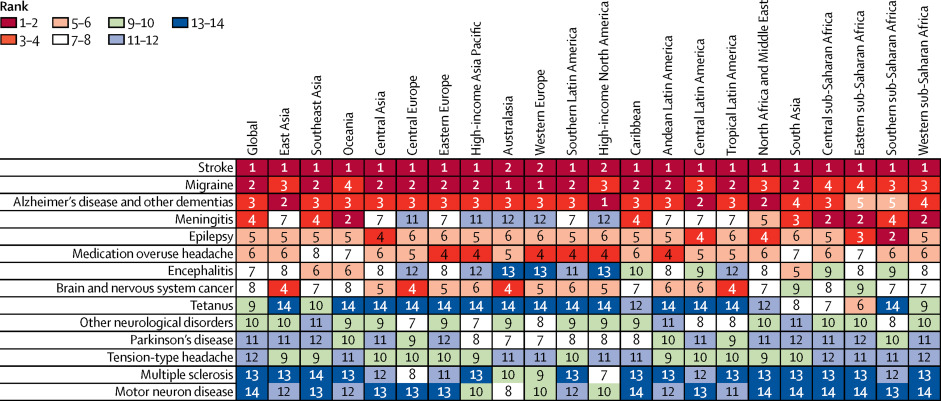 Rank
1–2 5–6 9–10 13–14
3–4 7–8 11–12
Global
East Asia
Southeast Asia
Oceania
Central Asia
Central Europe
Eastern Europe
High-income Asia Pacific
Australasia
Western Europe
Southern Latin America
High-income North America
Caribbean
Andean Latin America
Central Latin America
Tropical Latin America
North Africa and Middle East
South Asia
Central sub-Saharan Africa
Eastern sub-Saharan Africa
Southern sub-Saharan Africa
Western sub-Saharan Africa
Stroke 1 1 1 1 1 1 1 1 2 2 1 2 1 1 1 1 1 1 1 1 1 1
Migraine 2 3 2 4 2 2 2 2 1 1 2 3 2 2 3 2 3 2 4 4 3 3
Alzheimer's disease and other dementias 3 2 3 3 3 3 3 3 3 3 3 1 3 3 2 3 2 4 3 5 5 4
Meningitis 4 7 4 2 7 11 7 11 12 12 7 12 4 7 7 7 5 3 2 2 4 2
Epilepsy 5 5 5 5 4 6 6 5 6 6 5 6 5 5 4 6 4 6 5 3 2 5
Medication overuse headache 6 6 8 7 6 5 4 4 5 4 4 4 6 4 5 5 6 7 6 7 6 6
Encephalitis 7 8 6 6 8 12 8 12 13 13 11 13 10 8 9 12 8 5 9 8 9 8
Brain and nervous system cancer 8 4 7 8 5 4 5 6 4 5 6 5 7 6 6 4 7 9 8 9 7 7
Tetanus 9 14 10 14 14 14 14 14 14 14 14 14 12 14 14 14 12 8 7 6 14 9
Other neurological disorders 10 10 11 9 9 7 9 8 9 8 9 9 9 11 8 8 10 11 10 10 8 10
Parkinson's disease 11 11 12 10 11 9 12 7 7 7 8 8 8 10 11 9 11 12 11 11 10 11
Tension-type headache 12 9 9 11 10 10 10 9 11 11 10 11 11 9 10 10 9 10 12 12 11 12
Multiple sclerosis 13 13 14 13 12 8 11 13 10 9 13 7 13 13 12 13 13 13 13 13 12 13
Motor neuron disease 14 12 13 12 13 13 13 10 8 10 12 10 14 12 13 11 14 14 14 14 13 14